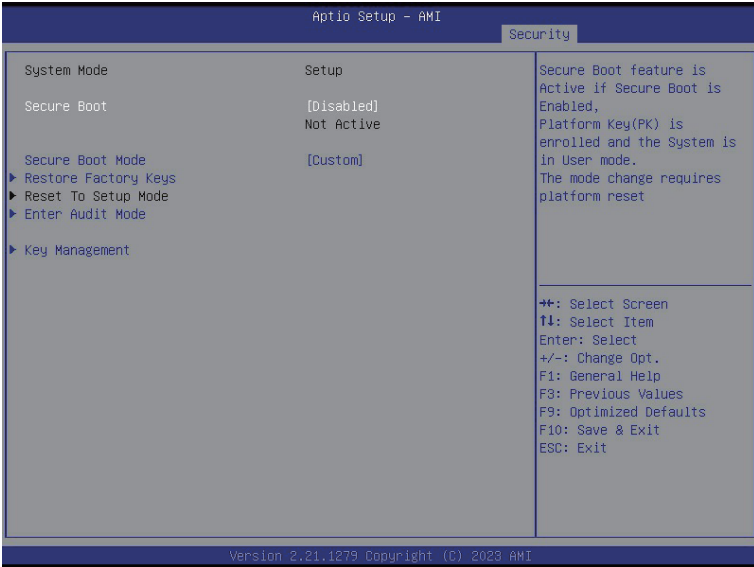 Aptio Setup – AMI
Security
System Mode Setup
Secure Boot [Disabled]
Not Active
Secure Boot Mode [Custom]
Restore Factory Keys
Reset To Setup Mode
Enter Audit Mode
Key Management
Secure Boot feature is
Active if Secure Boot is
Enabled,
Platform Key(PK) is
enrolled and the System is
in User mode.
The mode change requires
platform reset
→←: Select Screen
↑↓: Select Item
Enter: Select
+/-: Change Opt.
F1: General Help
F3: Previous Values
F9: Optimized Defaults
F10: Save & Exit
ESC: Exit
Version 2.21.1279 Copyright (C) 2023 AMI